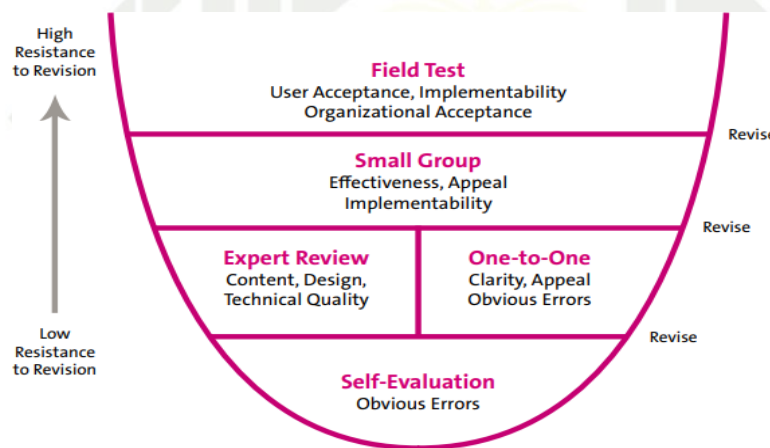 High
Resistance
to Revision
Field Test
User Acceptance, Implementability
Organizational Acceptance
Revise
Small Group
Effectiveness, Appeal
Implementability
Revise
Expert Review
Content, Design,
Technical Quality
One-to-One
Clarity, Appeal
Obvious Errors
Revise
Low
Resistance
to Revision
Self-Evaluation
Obvious Errors